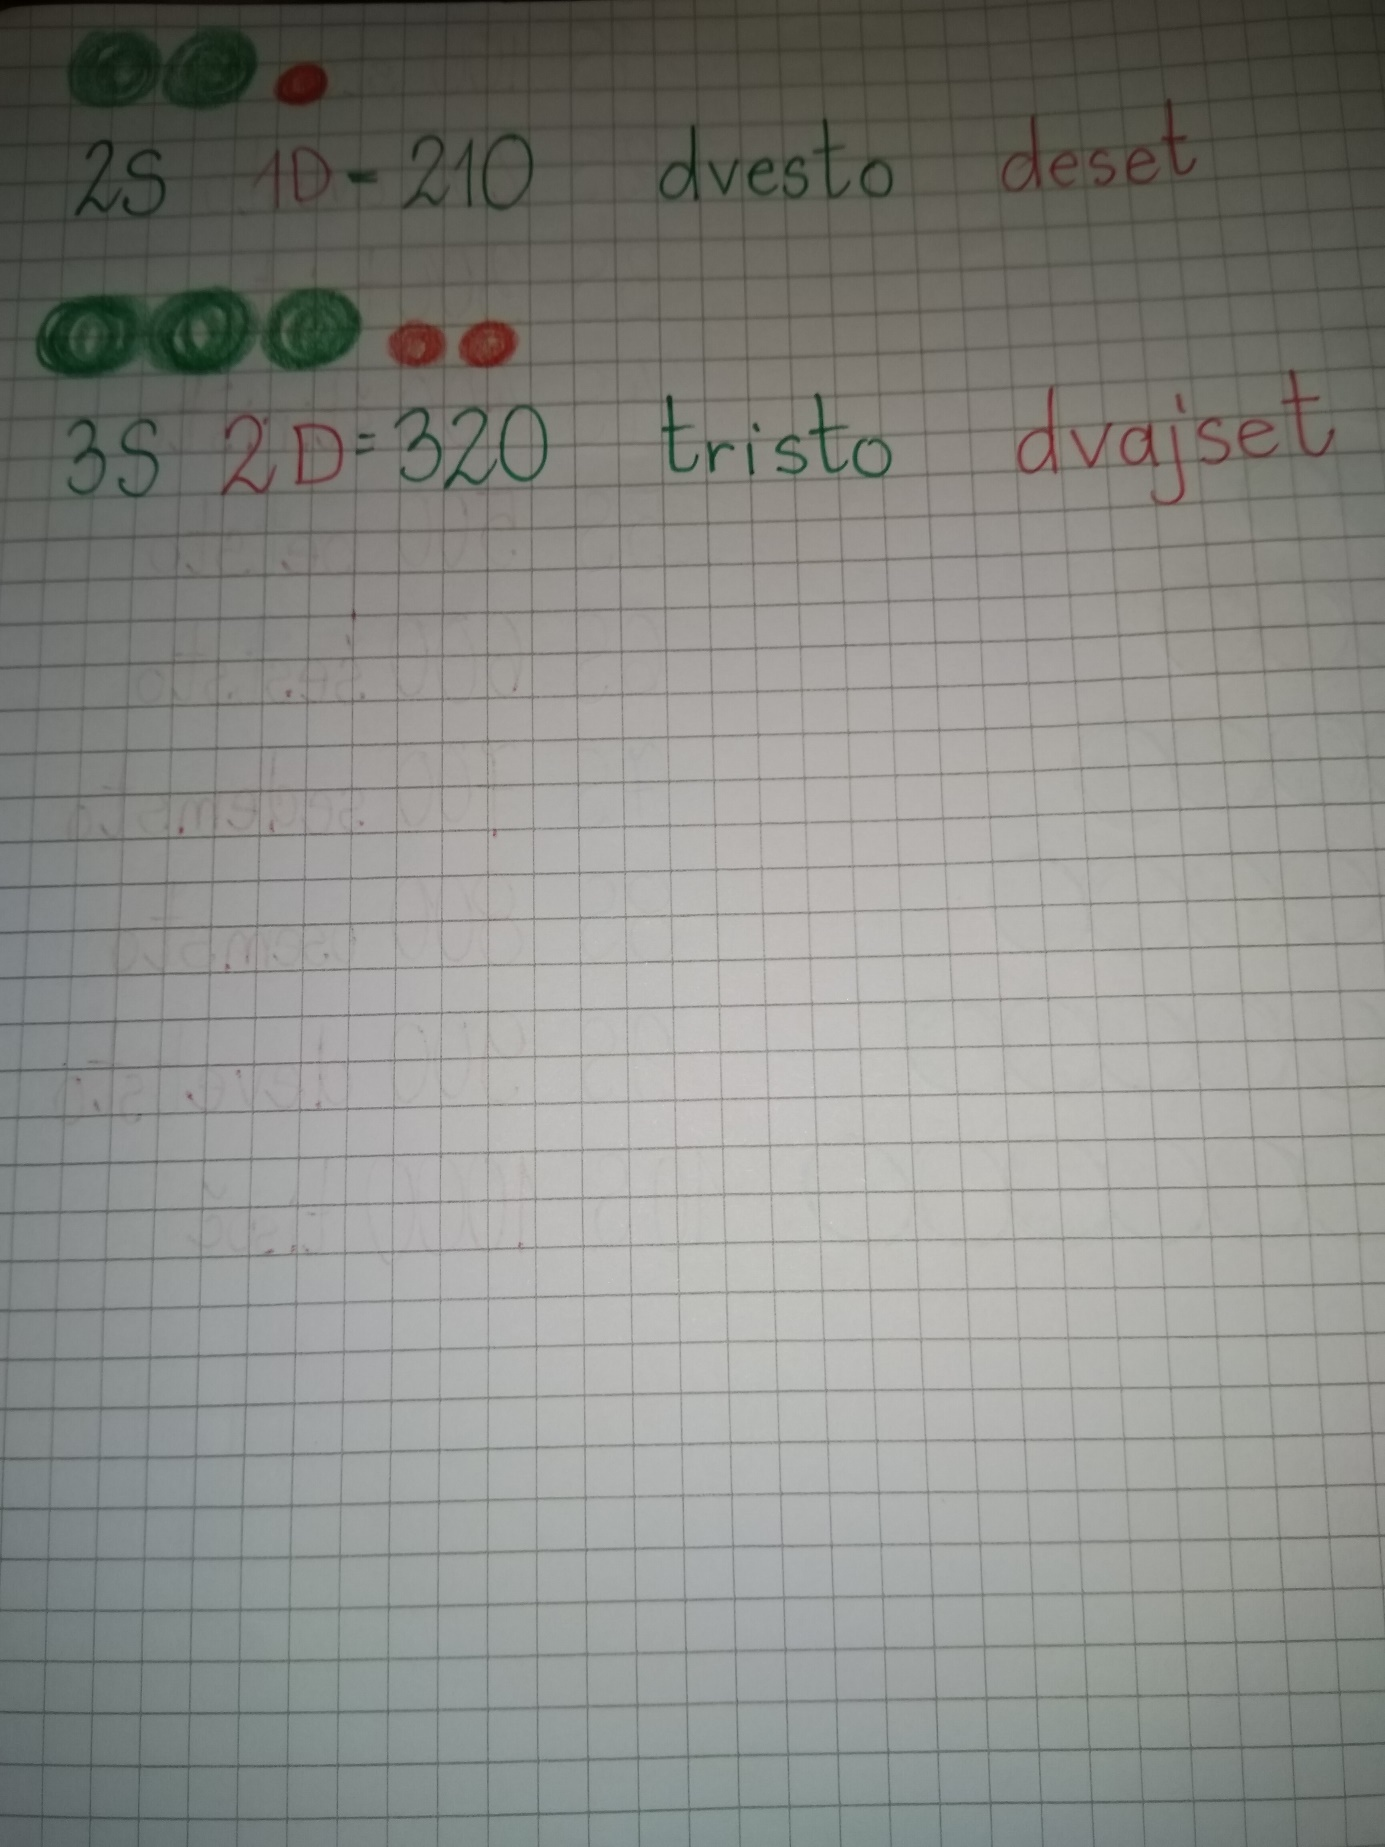 2S 1D = 210 dvesto deset
3S 2D = 320 tristo dvajset